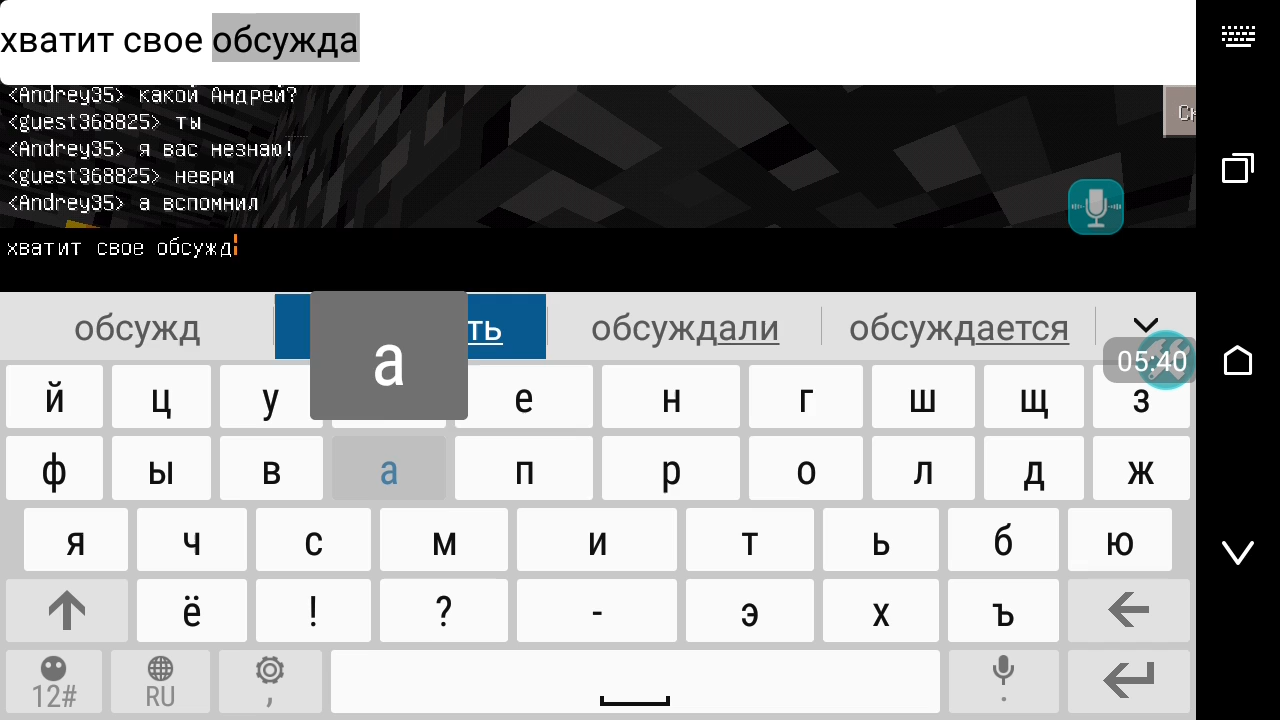 хватит свое обсужда
<Andrey35> какой Андрей?
<guest368825> ты
<Andrey35> я вас незнаю!
<guest368825> неври
<Andrey35> а вспомнил
хватит свое обсужд
обсужд ть обсуждали обсуждается
а
05:40
й ц у е н г ш щ з
ф ы в а п р о л д ж
я ч с м и т ь б ю
ё ! ? - э х ъ
12# RU , .